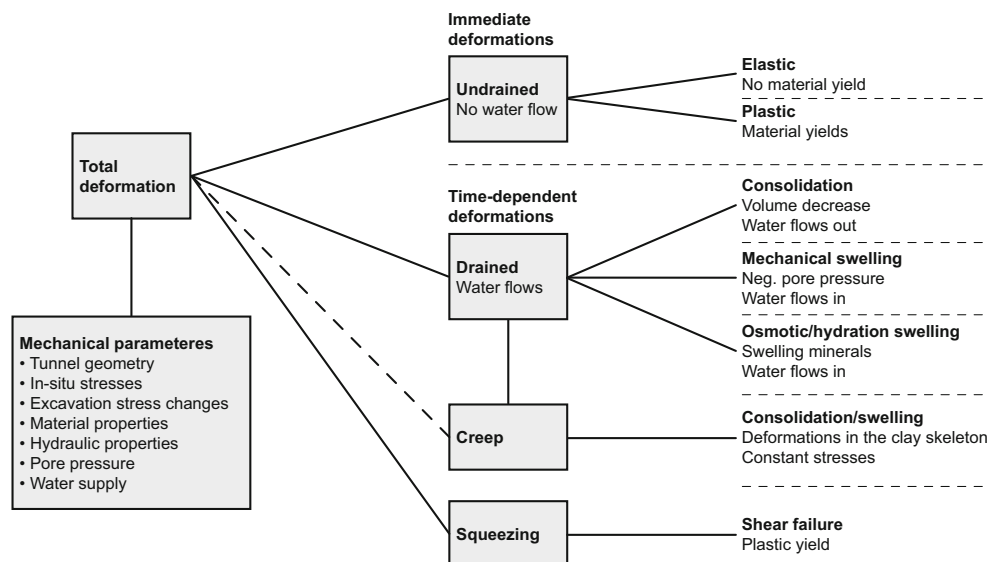 Immediate
deformations
Undrained
No water flow
Elastic
No material yield
Plastic
Material yields
Total
deformation
Time-dependent
deformations
Drained
Water flows
Consolidation
Volume decrease
Water flows out
Mechanical swelling
Neg. pore pressure
Water flows in
Osmotic/hydration swelling
Swelling minerals
Water flows in
Mechanical parameteres
• Tunnel geometry
• In-situ stresses
• Excavation stress changes
• Material properties
• Hydraulic properties
• Pore pressure
• Water supply
Creep
Consolidation/swelling
Deformations in the clay skeleton
Constant stresses
Squeezing
Shear failure
Plastic yield